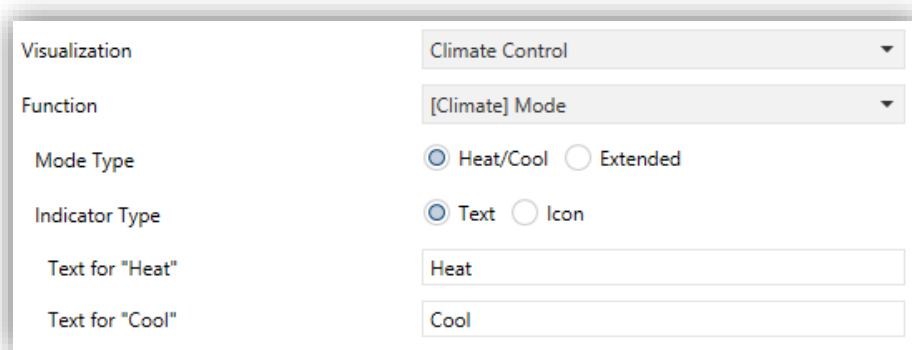 Visualization Climate Control
Function [Climate] Mode
Mode Type Heat/Cool Extended
Indicator Type Text Icon
Text for "Heat" Heat
Text for "Cool" Cool